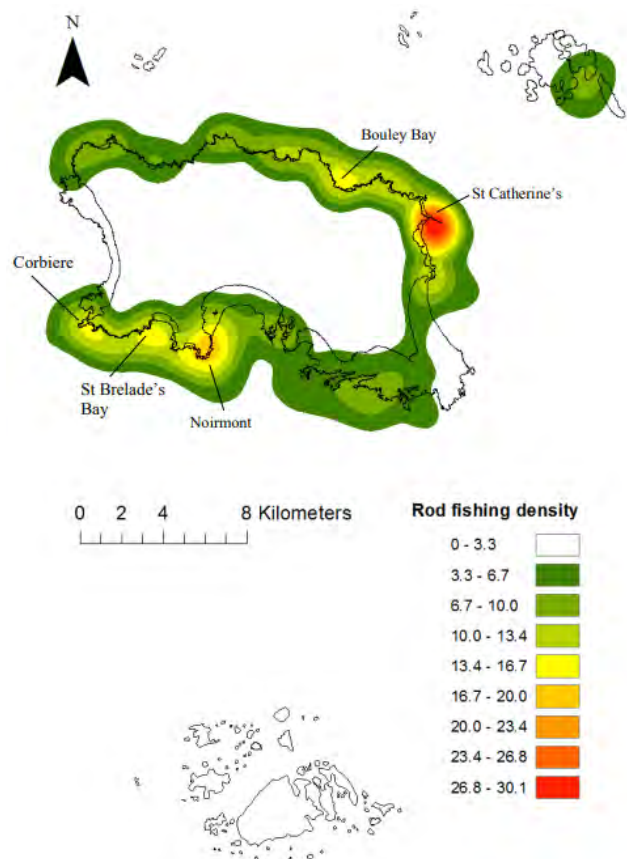 N
Bouley Bay
St Catherine's
Corbiere
St Brelade's
Bay
Noirmont
0 2 4 8 Kilometers
Rod fishing density
0 - 3.3
3.3 - 6.7
6.7 - 10.0
10.0 - 13.4
13.4 - 16.7
16.7 - 20.0
20.0 - 23.4
23.4 - 26.8
26.8 - 30.1